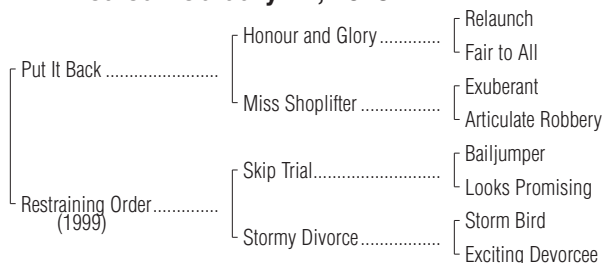 Relaunch
Honour and Glory.............
Fair to All
Put It Back ........................
Exuberant
Miss Shoplifter .................
Articulate Robbery
Bailjumper
Skip Trial...........................
Looks Promising
Restraining Order..............
(1999)
Storm Bird
Stormy Divorce.................
Exciting Devorcee